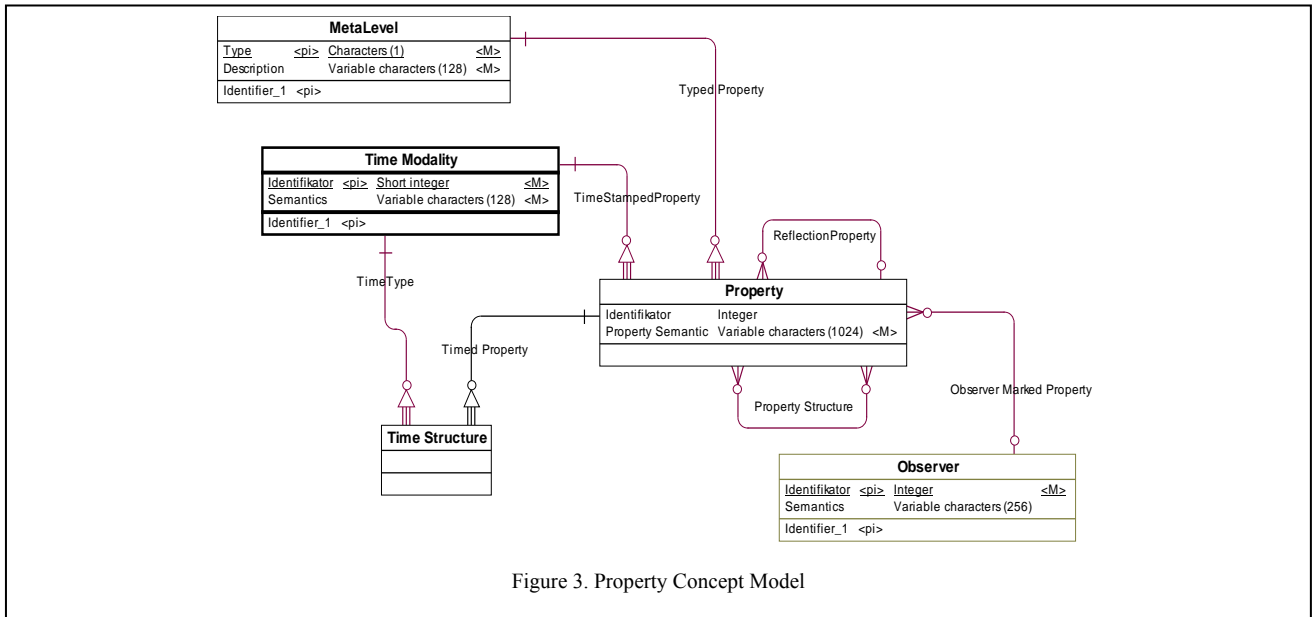 MetaLevel
Type <pi> Characters (1) <M>
Description Variable characters (128) <M>
Identifier_1 <pi>
Typed Property
Time Modality
Identifikator <pi> Short integer <M>
Semantics Variable characters (128) <M>
Identifier_1 <pi>
TimeStampedProperty
ReflectionProperty
TimeType
Property
Identifikator Integer
Property Semantic Variable characters (1024) <M>
Timed Property
Property Structure
Observer Marked Property
Time Structure
Observer
Identifikator <pi> Integer <M>
Semantics Variable characters (256)
Identifier_1 <pi>
Figure 3. Property Concept Model